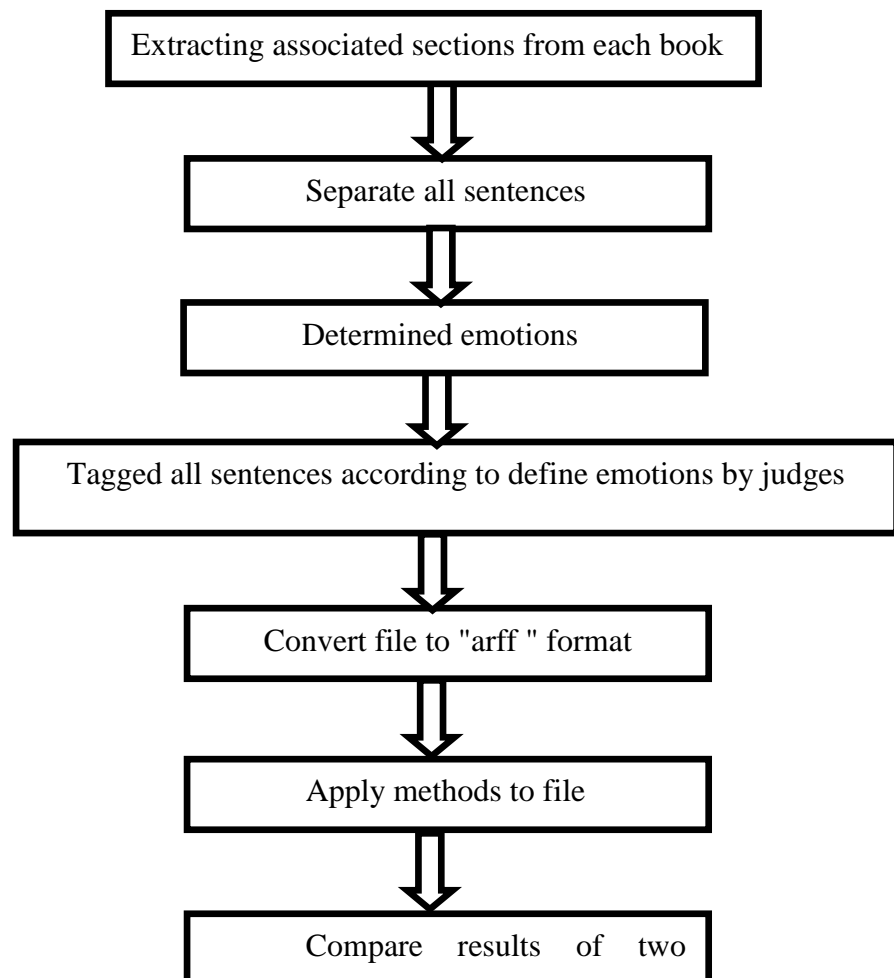 Extracting associated sections from each book
Separate all sentences
Determined emotions
Tagged all sentences according to define emotions by judges
Convert file to "arff " format
Apply methods to file
Compare results of two